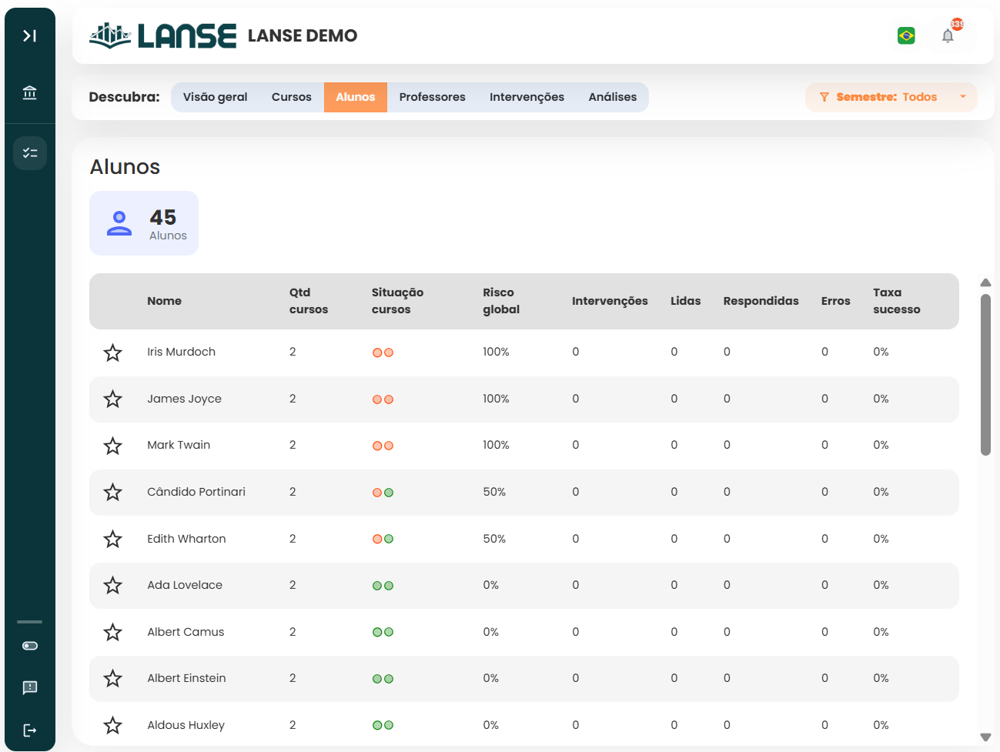 LANSE LANSE DEMO
339
Descubra: Visão geral Cursos Alunos Professores Intervenções Análises Semestre: Todos
Alunos
45
Alunos
Nome Qtd cursos Situação cursos Risco global Intervenções Lidas Respondidas Erros Taxa sucesso
Iris Murdoch 2 100% 0 0 0 0 0%
James Joyce 2 100% 0 0 0 0 0%
Mark Twain 2 100% 0 0 0 0 0%
Cândido Portinari 2 50% 0 0 0 0 0%
Edith Wharton 2 50% 0 0 0 0 0%
Ada Lovelace 2 0% 0 0 0 0 0%
Albert Camus 2 0% 0 0 0 0 0%
Albert Einstein 2 0% 0 0 0 0 0%
Aldous Huxley 2 0% 0 0 0 0 0%